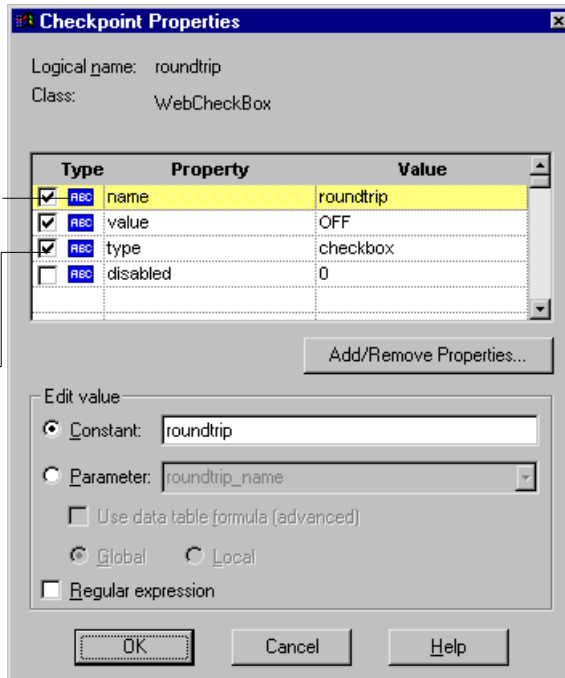 Checkpoint Properties
Logical name: roundtrip
Class: WebCheckBox
Type Property Value
ABC name roundtrip
ABC value OFF
ABC type checkbox
ABC disabled 0
Add/Remove Properties...
Edit value
Constant: roundtrip
Parameter: roundtrip_name
Use data table formula (advanced)
Global Local
Regular expression
OK Cancel Help